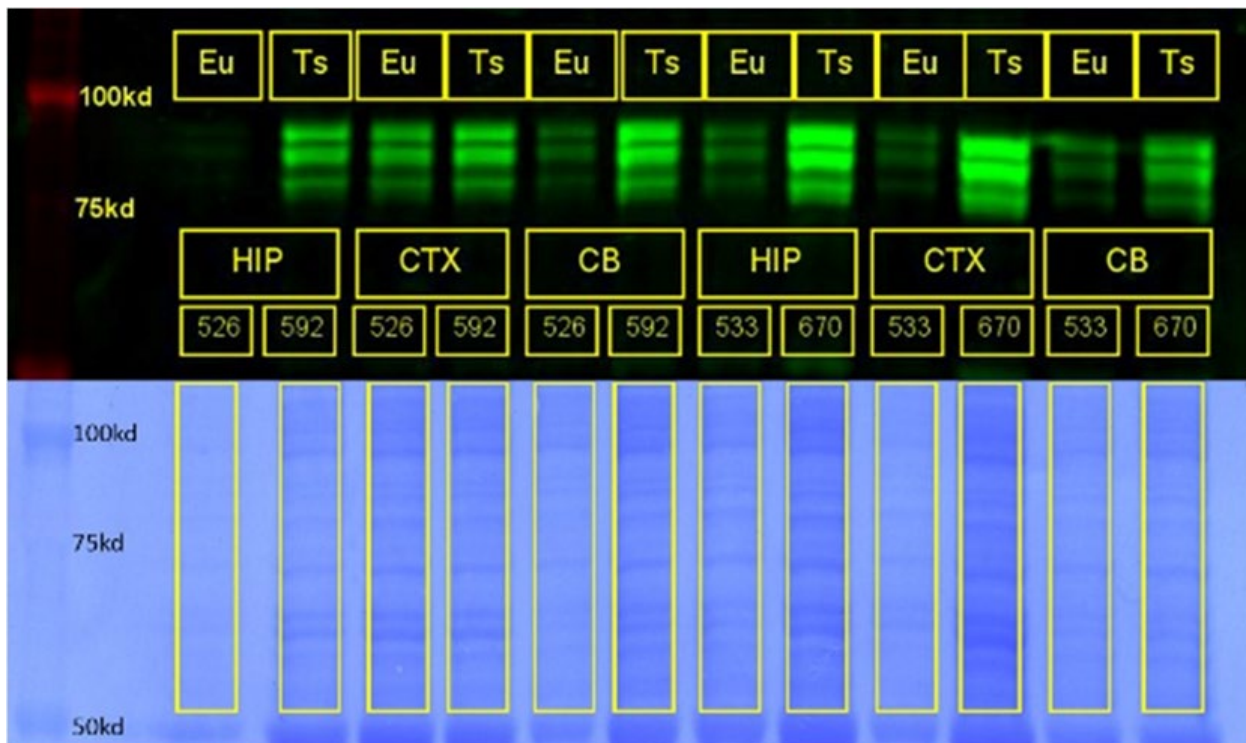 Eu Ts Eu Ts Eu Ts Eu Ts Eu Ts Eu Ts
100kd
75kd
HIP CTX CB HIP CTX CB
526 592 526 592 526 592 533 670 533 670 533 670
100kd
75kd
50kd